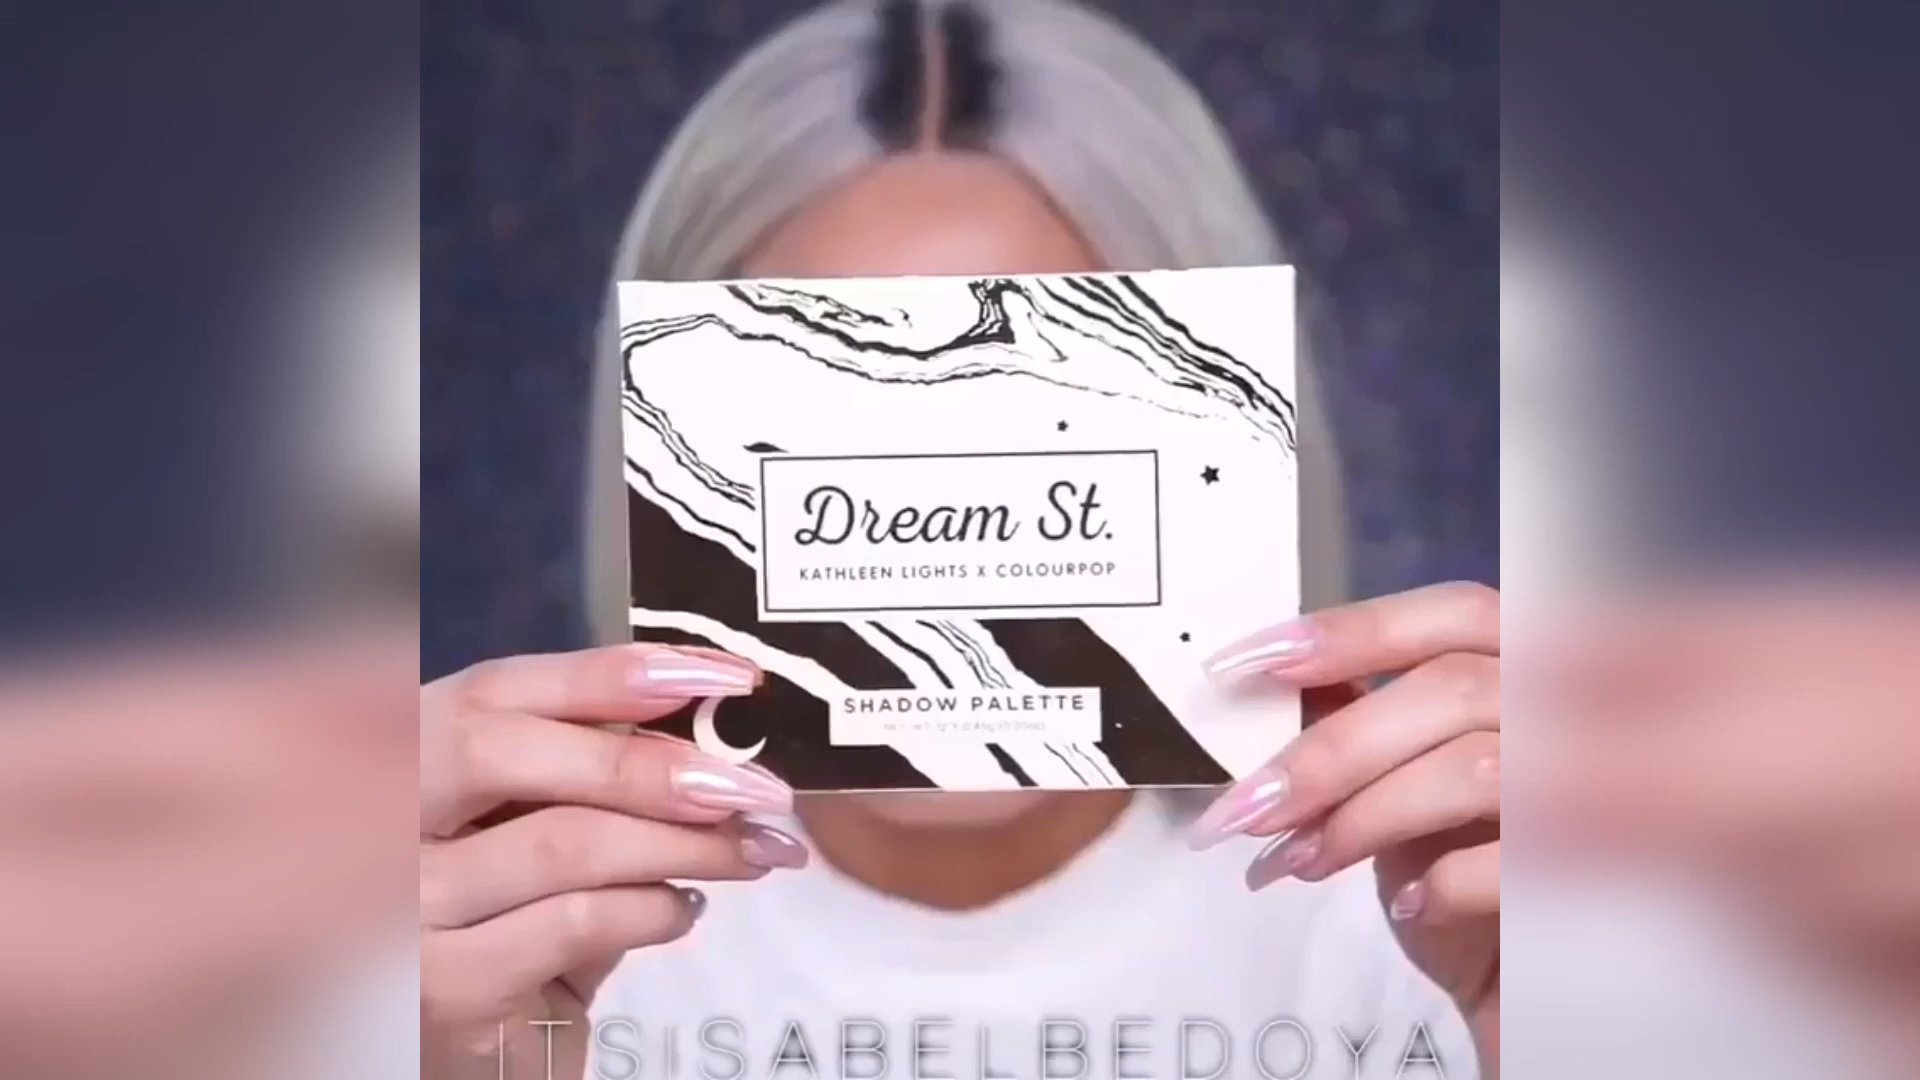 Dream St.
KATHLEEN LIGHTS X COLOURPOP
SHADOW PALETTE
ITSISABELBEDOYA